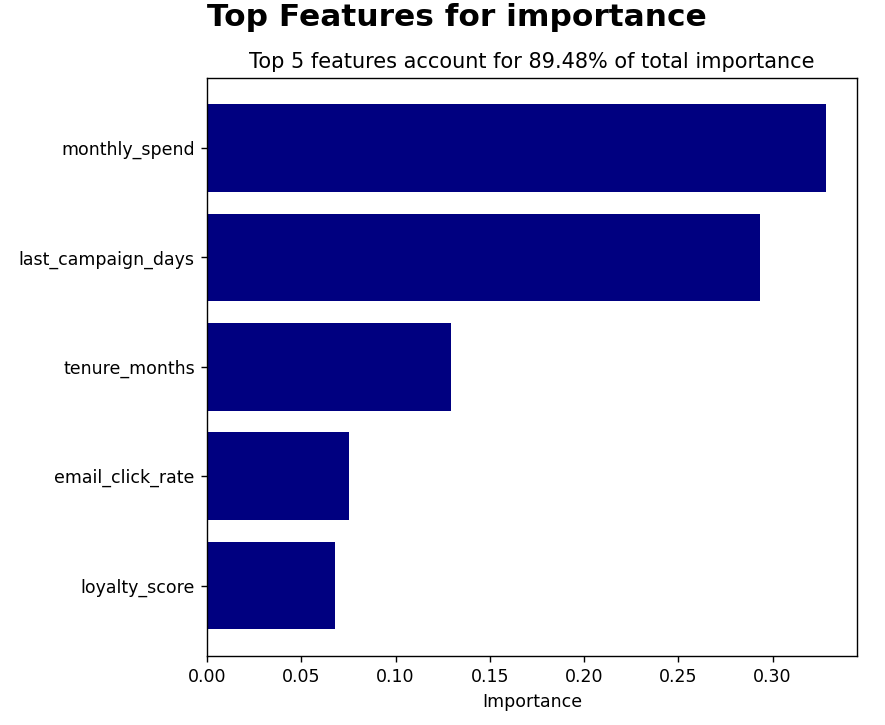 Top Features for importance
Top 5 features account for 89.48% of total importance
monthly_spend
last_campaign_days
tenure_months
email_click_rate
loyalty_score
0.00 0.05 0.10 0.15 0.20 0.25 0.30
Importance